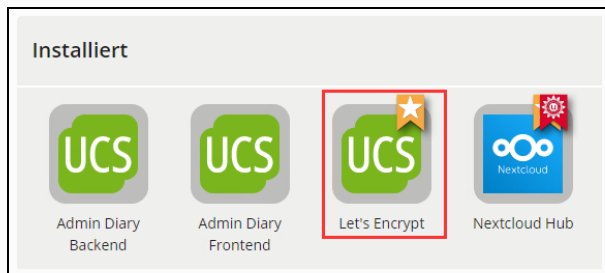 Installiert
UCS
UCS
UCS
Nextcloud
Admin Diary
Backend
Admin Diary
Frontend
Let's Encrypt
Nextcloud Hub